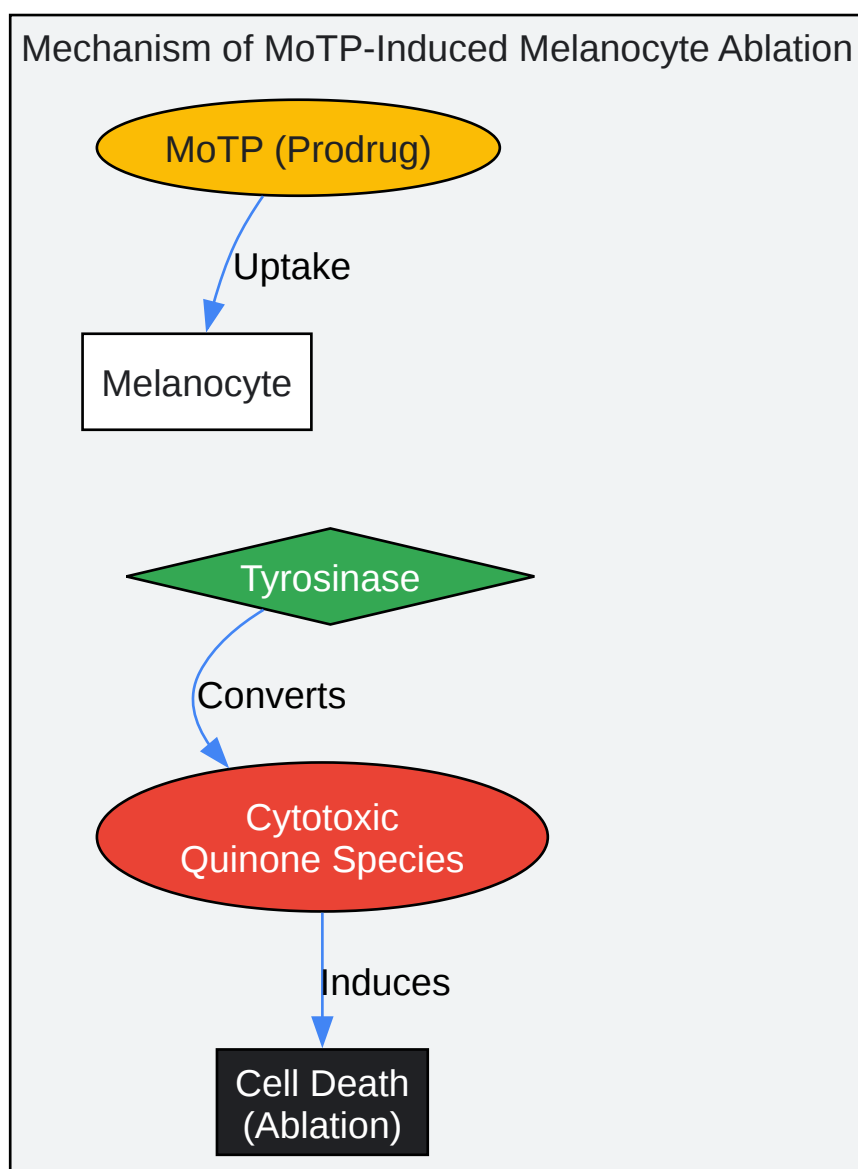 Mechanism of MoTP-Induced Melanocyte Ablation
MoTP (Prodrug)
Uptake
Melanocyte
Tyrosinase
Converts
Cytotoxic
Quinone Species
Induces
Cell Death
(Ablation)